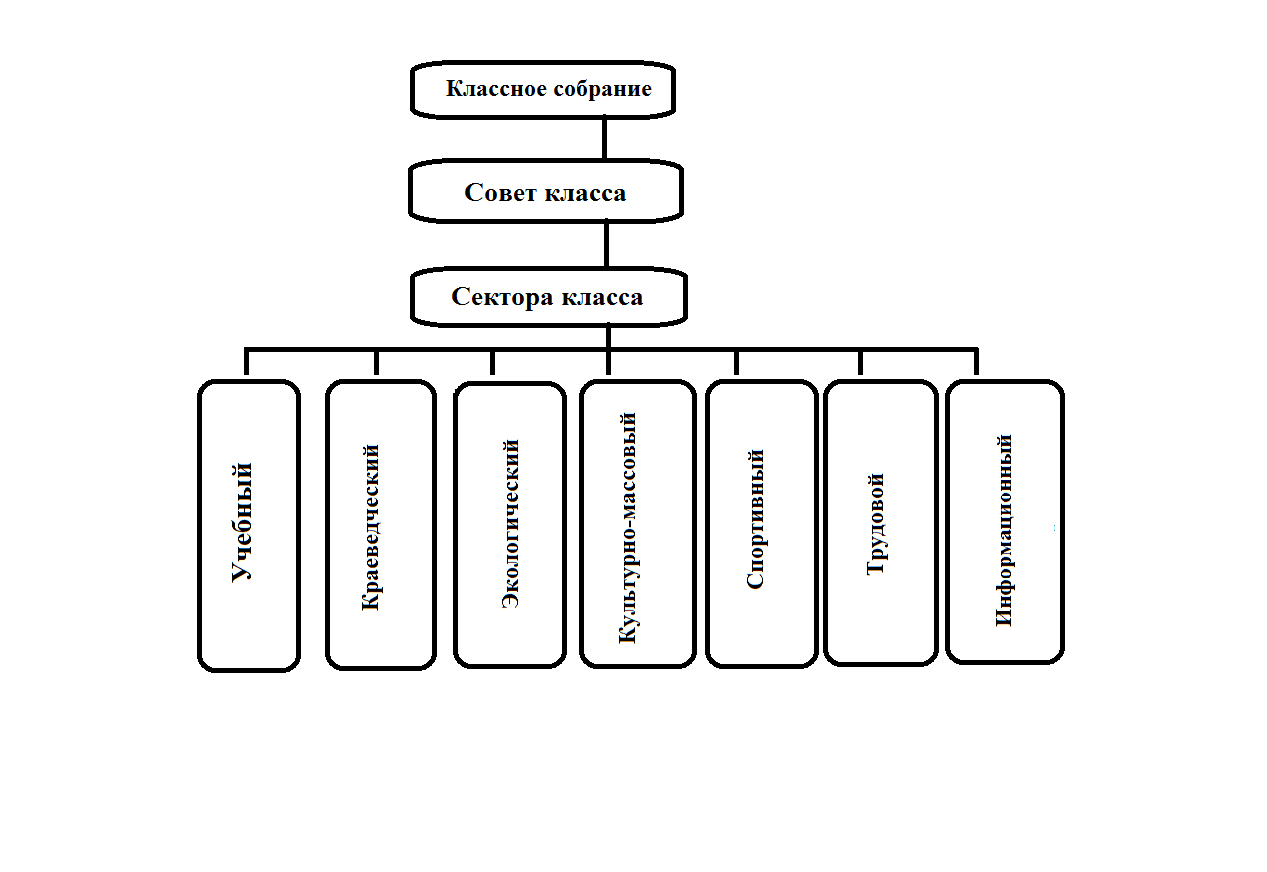 Классное собрание
Совет класса
Сектора класса
Учебный
Краеведческий
Экологический
Культурно-массовый
Спортивный
Трудовой
Информационный